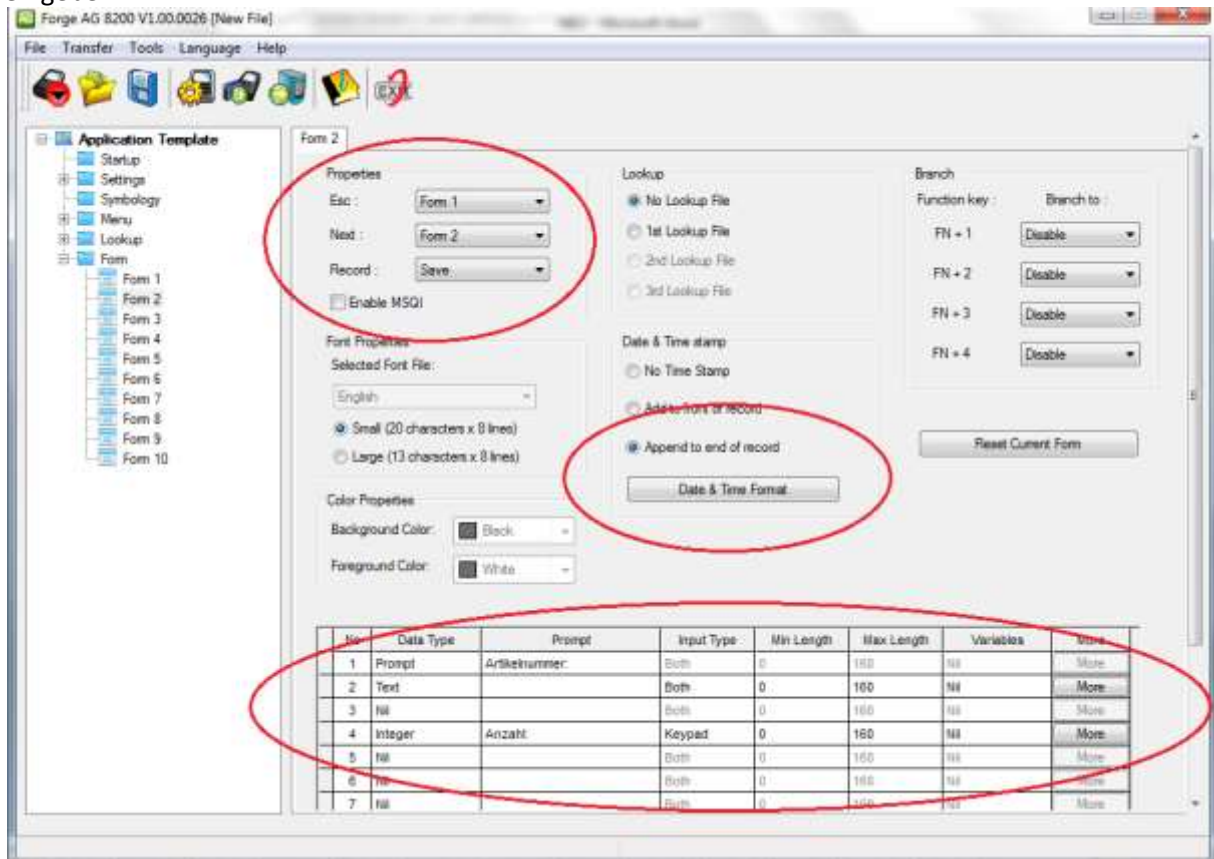 Forge AG 8200 V1.00.0026 [New File]
File Transfer Tools Language Help
EXIT
Application Template
Startup
Settings
Symbology
Menu
Lookup
Form
Form 1
Form 2
Form 3
Form 4
Form 5
Form 6
Form 7
Form 8
Form 9
Form 10
Form 2
Properties
Esc : Form 1
Next : Form 2
Record : Save
Enable MSQI
Font Properties
Selected Font File:
English
Small (20 characters x 8 lines)
Large (13 characters x 8 lines)
Color Properties
Background Color: Black
Foreground Color: White
Lookup
No Lookup File
1st Lookup File
2nd Lookup File
3rd Lookup File
Date & Time stamp
No Time Stamp
Add to front of record
Append to end of record
Date & Time Format
Branch
Function key : Branch to :
FN + 1 Disable
FN + 2 Disable
FN + 3 Disable
FN + 4 Disable
Reset Current Form
No Data Type Prompt Input Type Min Length Max Length Variables More
1 Prompt Artikelnummer: Both 0 160 Nil More
2 Text Both 0 160 Nil More
3 Nil Both 0 160 Nil More
4 Integer Anzahl: Keypad 0 160 Nil More
5 Nil Both 0 160 Nil More
6 Nil Both 0 160 Nil More
7 Nil Both 0 160 Nil More